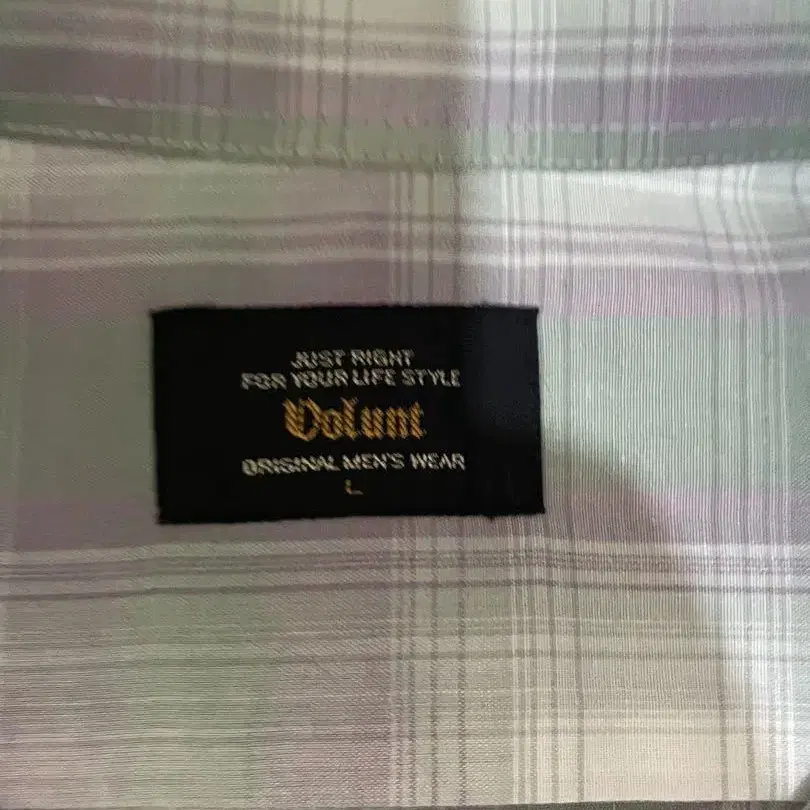 JUST RIGHT
FOR YOUR LIFE STYLE
Volunt
ORIGINAL MEN'S WEAR
L